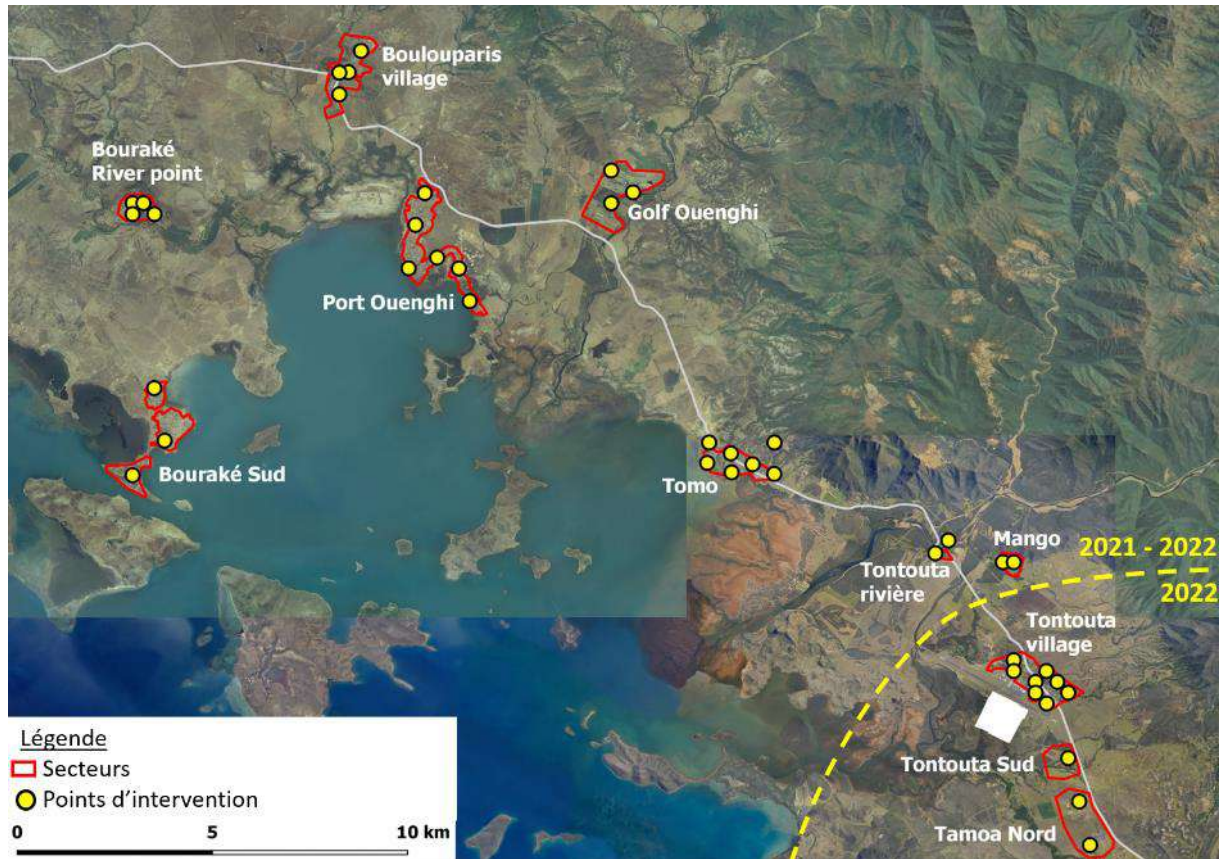 Boulouparis
village
Bouraké
River point
Golf Ouenghi
Port Ouenghi
Bouraké Sud
Tomo
Mango
2021 - 2022
2022
Tontouta
rivière
Tontouta
village
Tontouta Sud
Tamoa Nord
Légende
Secteurs
Points d'intervention
0 5 10 km